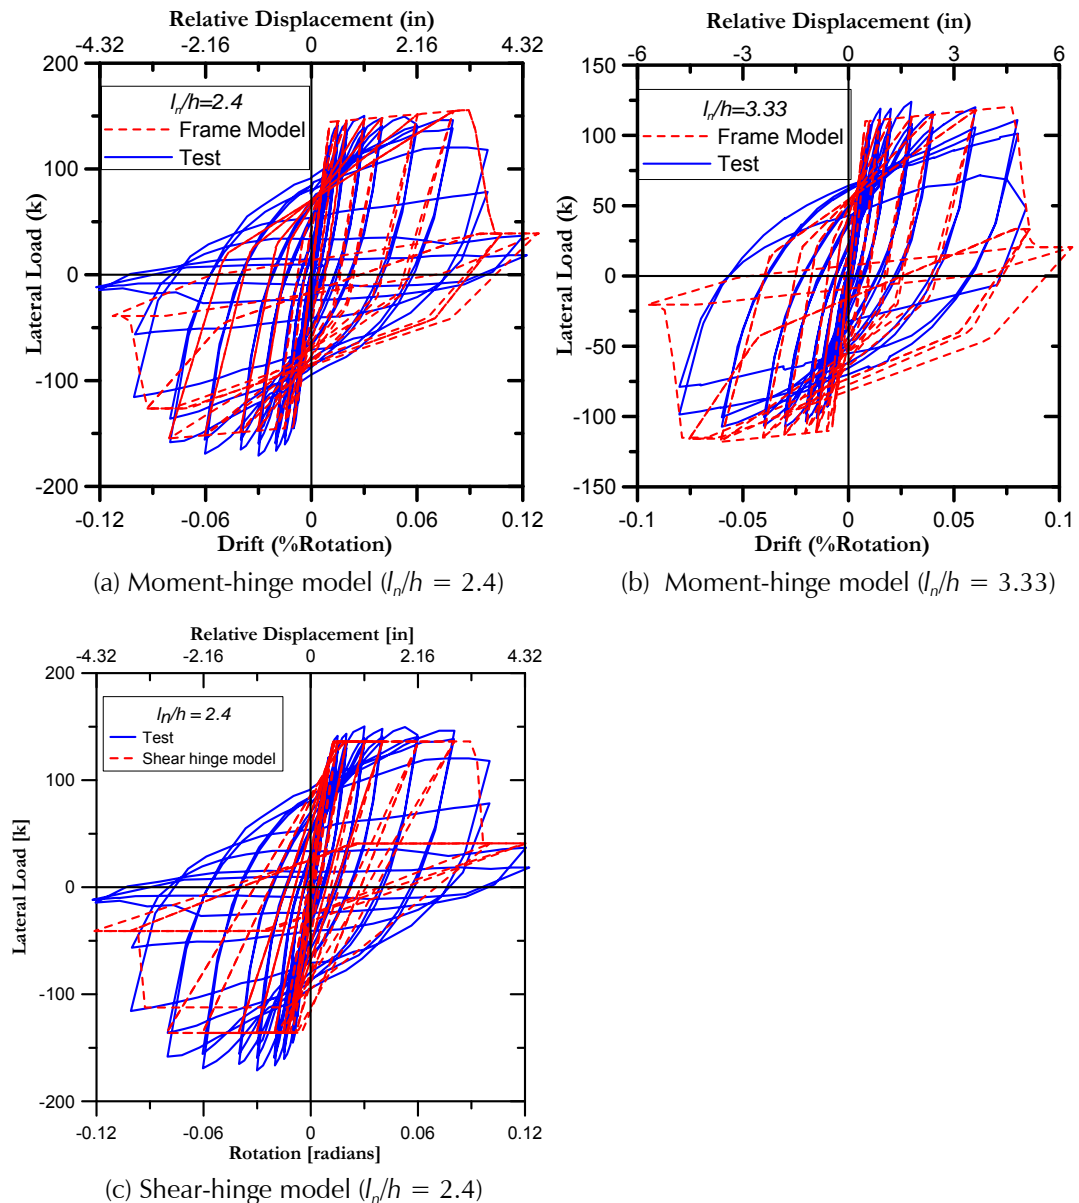 Relative Displacement (in)
-4.32 -2.16 0 2.16 4.32
200
100
0
-100
-200
Lateral Load (k)
ln/h=2.4
Frame Model
Test
-0.12 -0.06 0 0.06 0.12
Drift (%Rotation)
(a) Moment-hinge model (ln/h = 2.4)
Relative Displacement (in)
-6 -3 0 3 6
150
100
50
0
-50
-100
-150
Lateral Load (k)
ln/h=3.33
Frame Model
Test
-0.1 -0.05 0 0.05 0.1
Drift (%Rotation)
(b) Moment-hinge model (ln/h = 3.33)
Relative Displacement [in]
-4.32 -2.16 0 2.16 4.32
200
100
0
-100
-200
Lateral Load [k]
ln/h = 2.4
Test
Shear hinge model
-0.12 -0.06 0 0.06 0.12
Rotation [radians]
(c) Shear-hinge model (ln/h = 2.4)